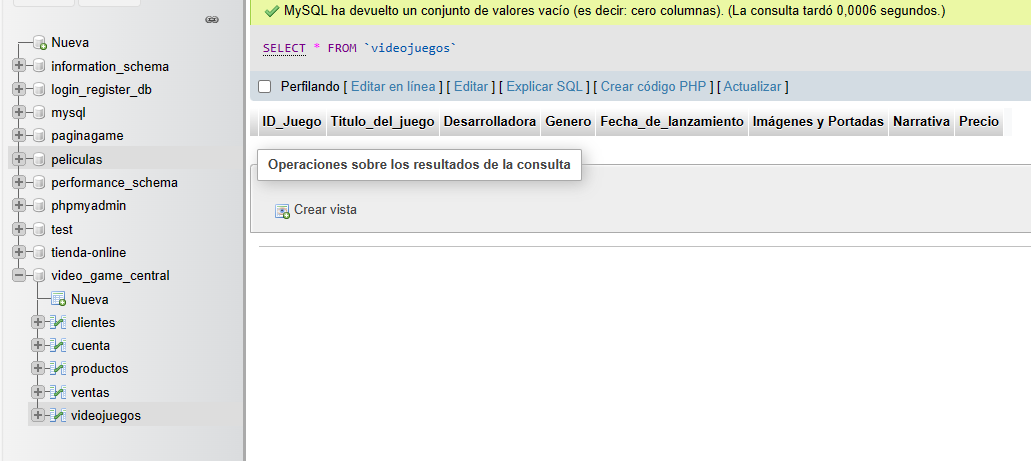 Nueva
information_schema
login_register_db
mysql
paginagame
peliculas
performance_schema
phpmyadmin
test
tienda-online
video_game_central
Nueva
clientes
cuenta
productos
ventas
videojuegos
MySQL ha devuelto un conjunto de valores vacío (es decir: cero columnas). (La consulta tardó 0,0006 segundos.)
SELECT * FROM `videojuegos`
Perfilando [ Editar en línea ] [ Editar ] [ Explicar SQL ] [ Crear código PHP ] [ Actualizar ]
ID_Juego Titulo_del_juego Desarrolladora Genero Fecha_de_lanzamiento Imágenes y Portadas Narrativa Precio
Operaciones sobre los resultados de la consulta
Crear vista